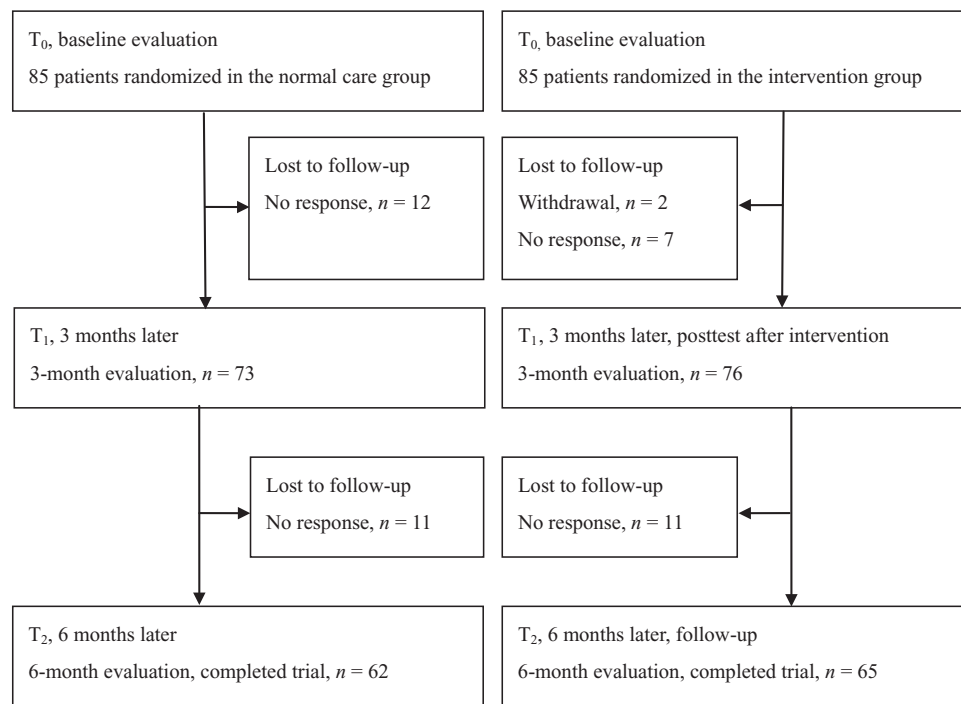 T₀, baseline evaluation
85 patients randomized in the normal care group
T₀, baseline evaluation
85 patients randomized in the intervention group
Lost to follow-up
No response, n = 12
Lost to follow-up
Withdrawal, n = 2
No response, n = 7
T₁, 3 months later
3-month evaluation, n = 73
T₁, 3 months later, posttest after intervention
3-month evaluation, n = 76
Lost to follow-up
No response, n = 11
Lost to follow-up
No response, n = 11
T₂, 6 months later
6-month evaluation, completed trial, n = 62
T₂, 6 months later, follow-up
6-month evaluation, completed trial, n = 65